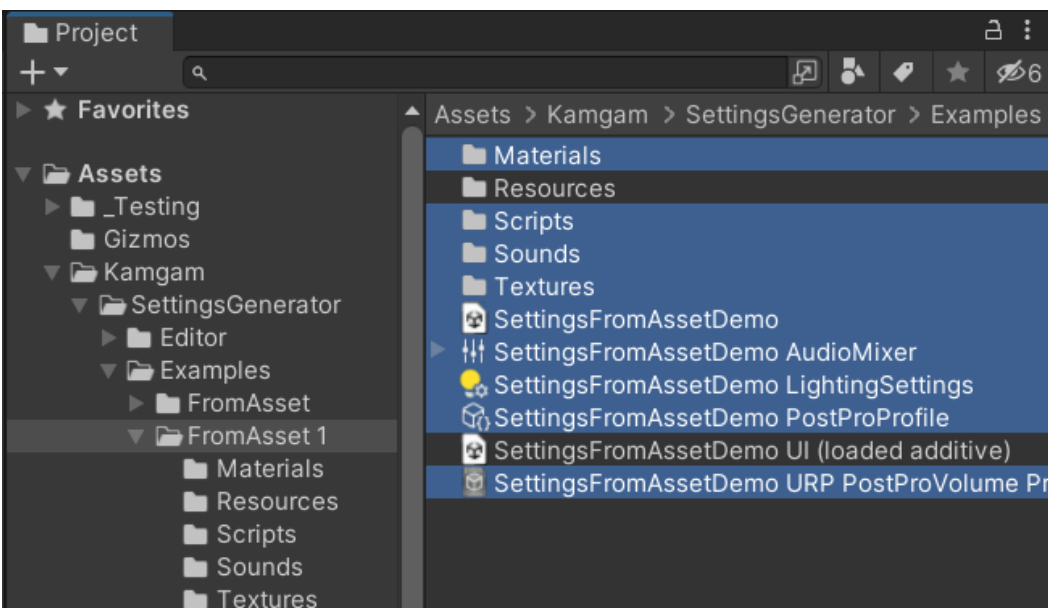 Project
6
Favorites
Assets
_Testing
Gizmos
Kamgam
SettingsGenerator
Editor
Examples
FromAsset
FromAsset 1
Materials
Resources
Scripts
Sounds
Textures
Assets > Kamgam > SettingsGenerator > Examples
Materials
Resources
Scripts
Sounds
Textures
SettingsFromAssetDemo
SettingsFromAssetDemo AudioMixer
SettingsFromAssetDemo LightingSettings
SettingsFromAssetDemo PostProProfile
SettingsFromAssetDemo UI (loaded additive)
SettingsFromAssetDemo URP PostProVolume Pr